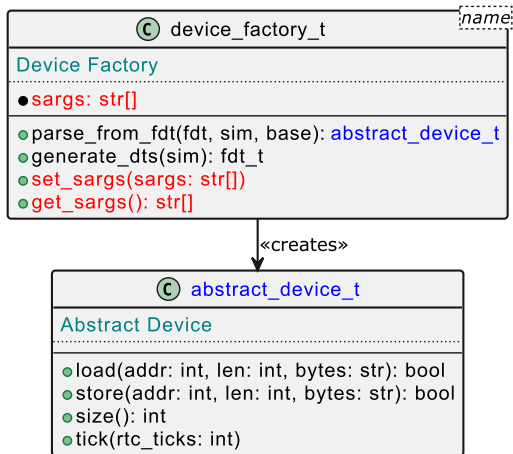 name
C device_factory_t
Device Factory
sargs: str[]
parse_from_fdt(fdt, sim, base): abstract_device_t
generate_dts(sim): fdt_t
set_sargs(sargs: str[])
get_sargs(): str[]
«creates»
C abstract_device_t
Abstract Device
load(addr: int, len: int, bytes: str): bool
store(addr: int, len: int, bytes: str): bool
size(): int
tick(rtc_ticks: int)